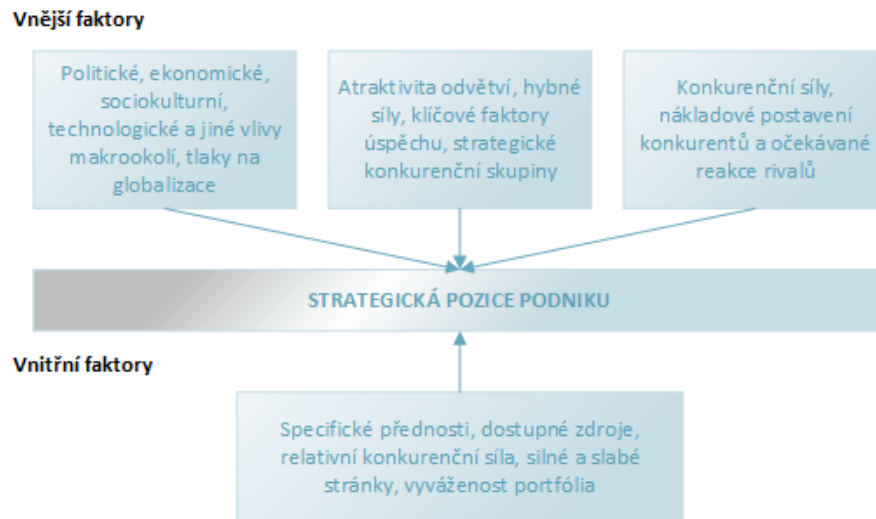 Vnější faktory
Politické, ekonomické,
sociokulturní,
technologické a jiné vlivy
makrookolí, tlaky na
globalizace
Atraktivita odvětví, hybné
síly, klíčové faktory
úspěchu, strategické
konkurenční skupiny
Konkurenční síly,
nákladové postavení
konkurentů a očekávané
reakce rivalů
STRATEGICKÁ POZICE PODNIKU
Vnitřní faktory
Specifické přednosti, dostupné zdroje,
relativní konkurenční síla, silné a slabé
stránky, vyváženost portfólia